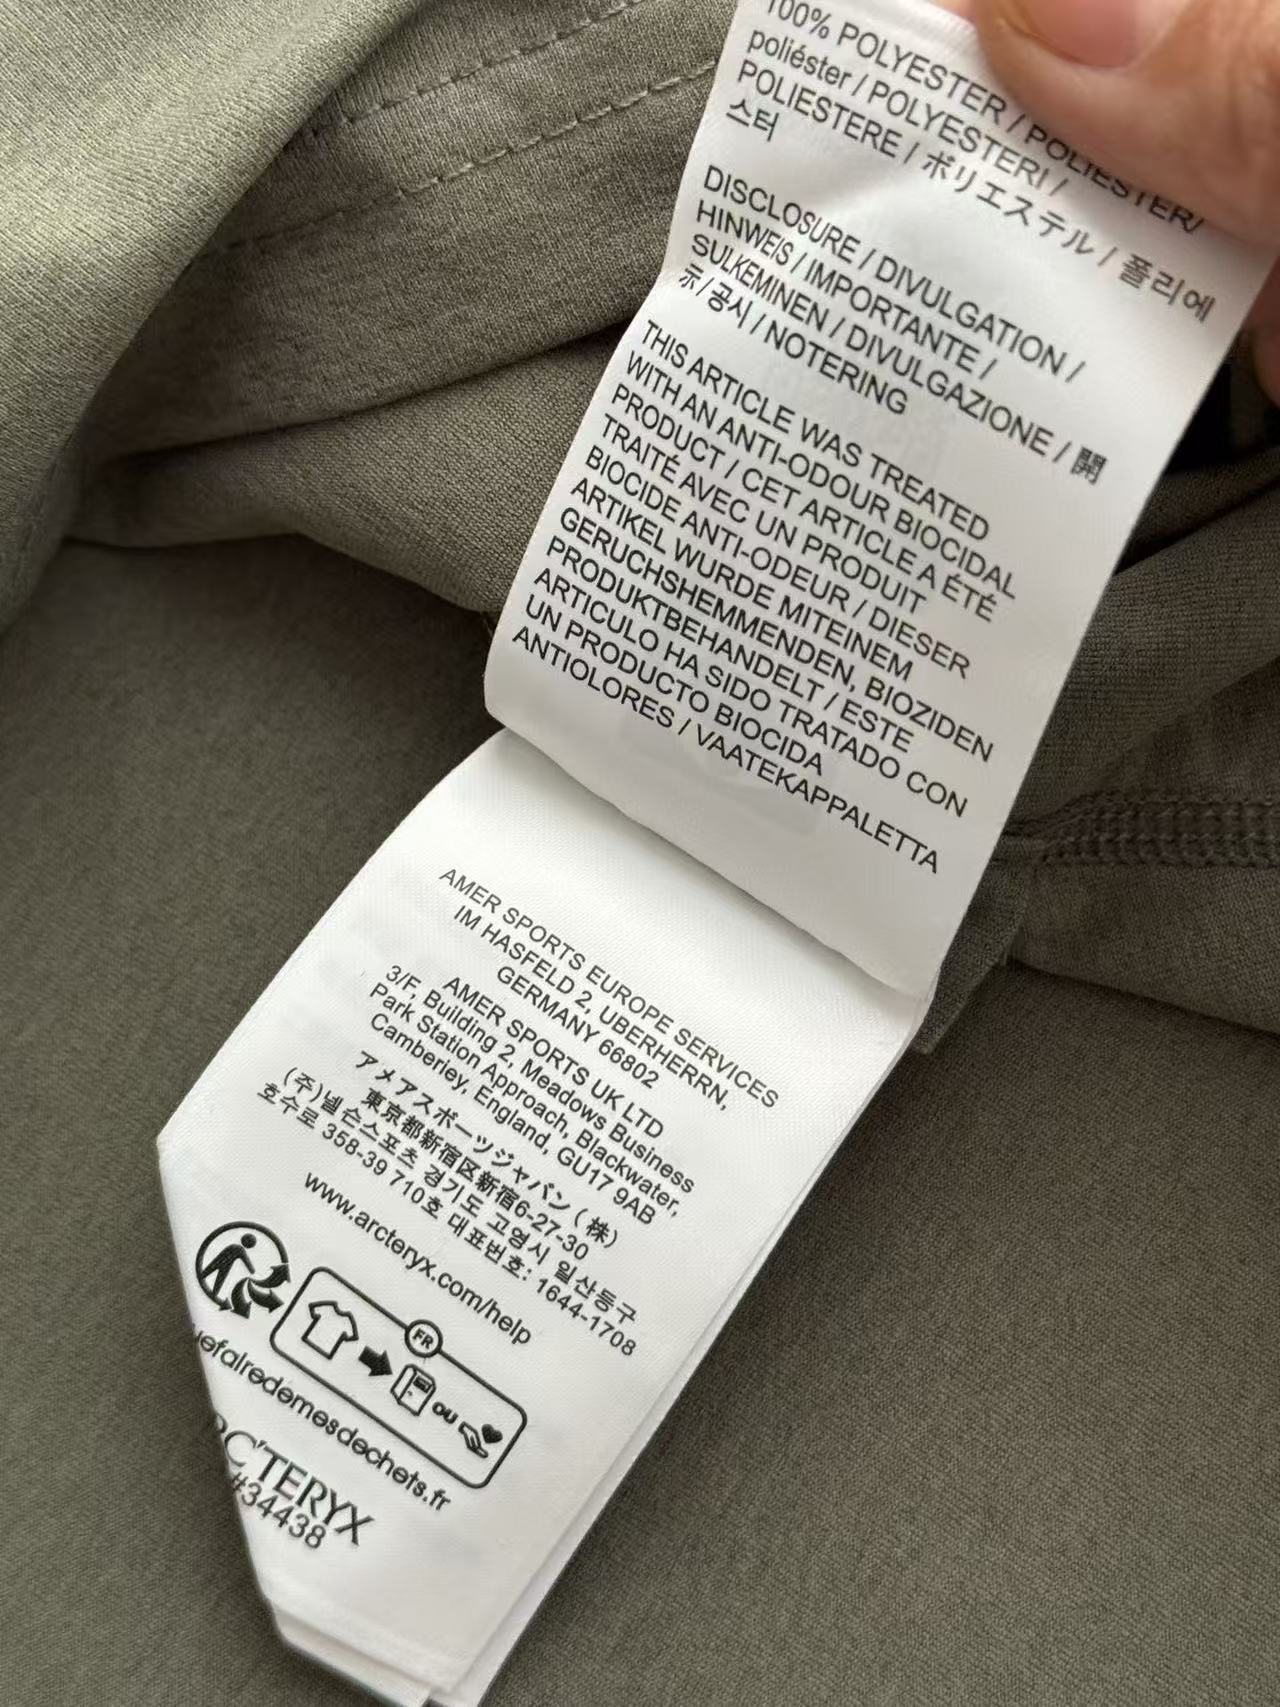 100% POLYESTER / POLIESTER/
poliéster / POLYESTERI /
POLIESTERE / ポリエステル / 폴리에
스터
DISCLOSURE / DIVULGATION /
HINWEIS / IMPORTANTE /
SULKEMINEN / DIVULGAZIONE / 開
示/공시 / NOTERING
THIS ARTICLE WAS TREATED
WITH AN ANTI-ODOUR BIOCIDAL
PRODUCT / CET ARTICLE A ÉTÉ
TRAITÉ AVEC UN PRODUIT
BIOCIDE ANTI-ODEUR / DIESER
ARTIKEL WURDE MITEINEM
GERUCHSHEMMENDEN, BIOZIDEN
PRODUKTBEHANDELT / ESTE
ARTICULO HA SIDO TRATADO CON
UN PRODUCTO BIOCIDA
ANTIOLORES / VAATEKAPPALETTA
AMER SPORTS EUROPE SERVICES
IM HASFELD 2, UBERHERRN,
GERMANY 66802
AMER SPORTS UK LTD
3/F, Building 2, Meadows Business
Park Station Approach, Blackwater,
Camberley, England, GU17 9AB
アメアスポーツジャパン（株）
東京都新宿区新宿6-27-30
(주)넬슨스포츠 경기도 고영시 일산동구
호수로 358-39 710호 대표번호: 1644-1708
www.arcteryx.com/help
FR
ou
uefairedemesdechets.fr
RC'TERYX
#34438